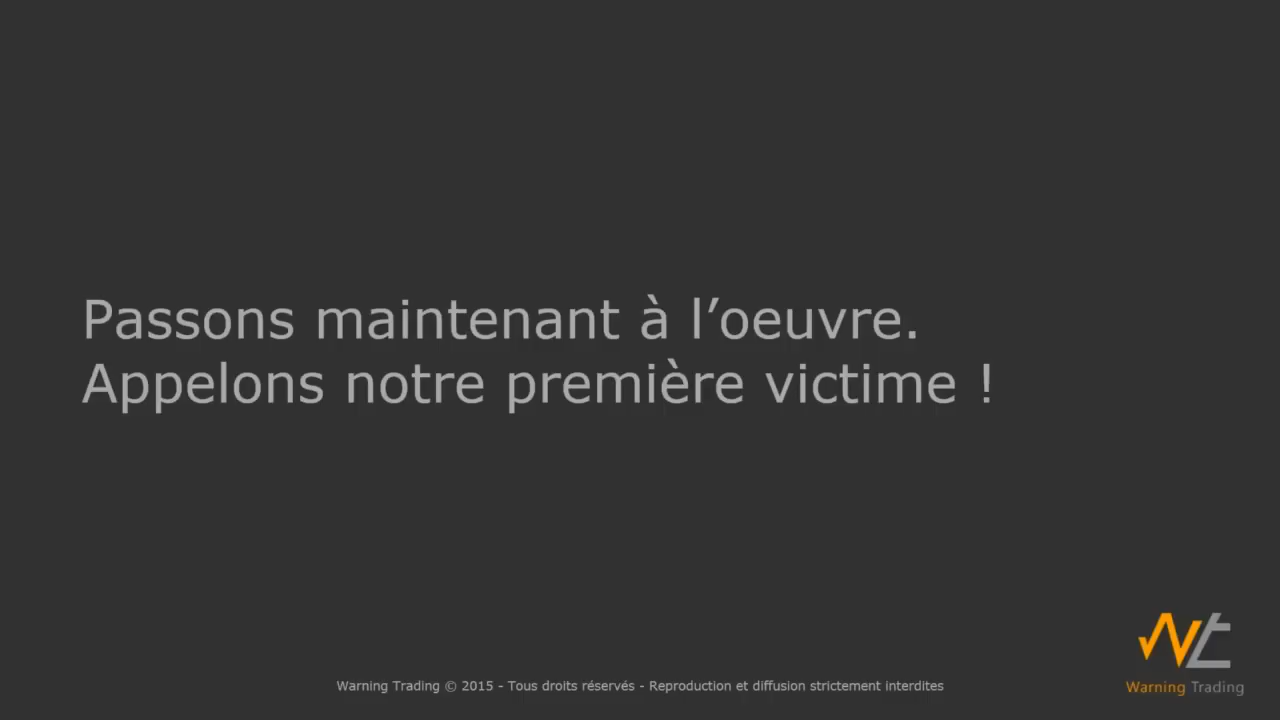 Passons maintenant à l’oeuvre.
Appelons notre première victime !
Warning Trading © 2015 - Tous droits réservés - Reproduction et diffusion strictement interdites
Warning Trading